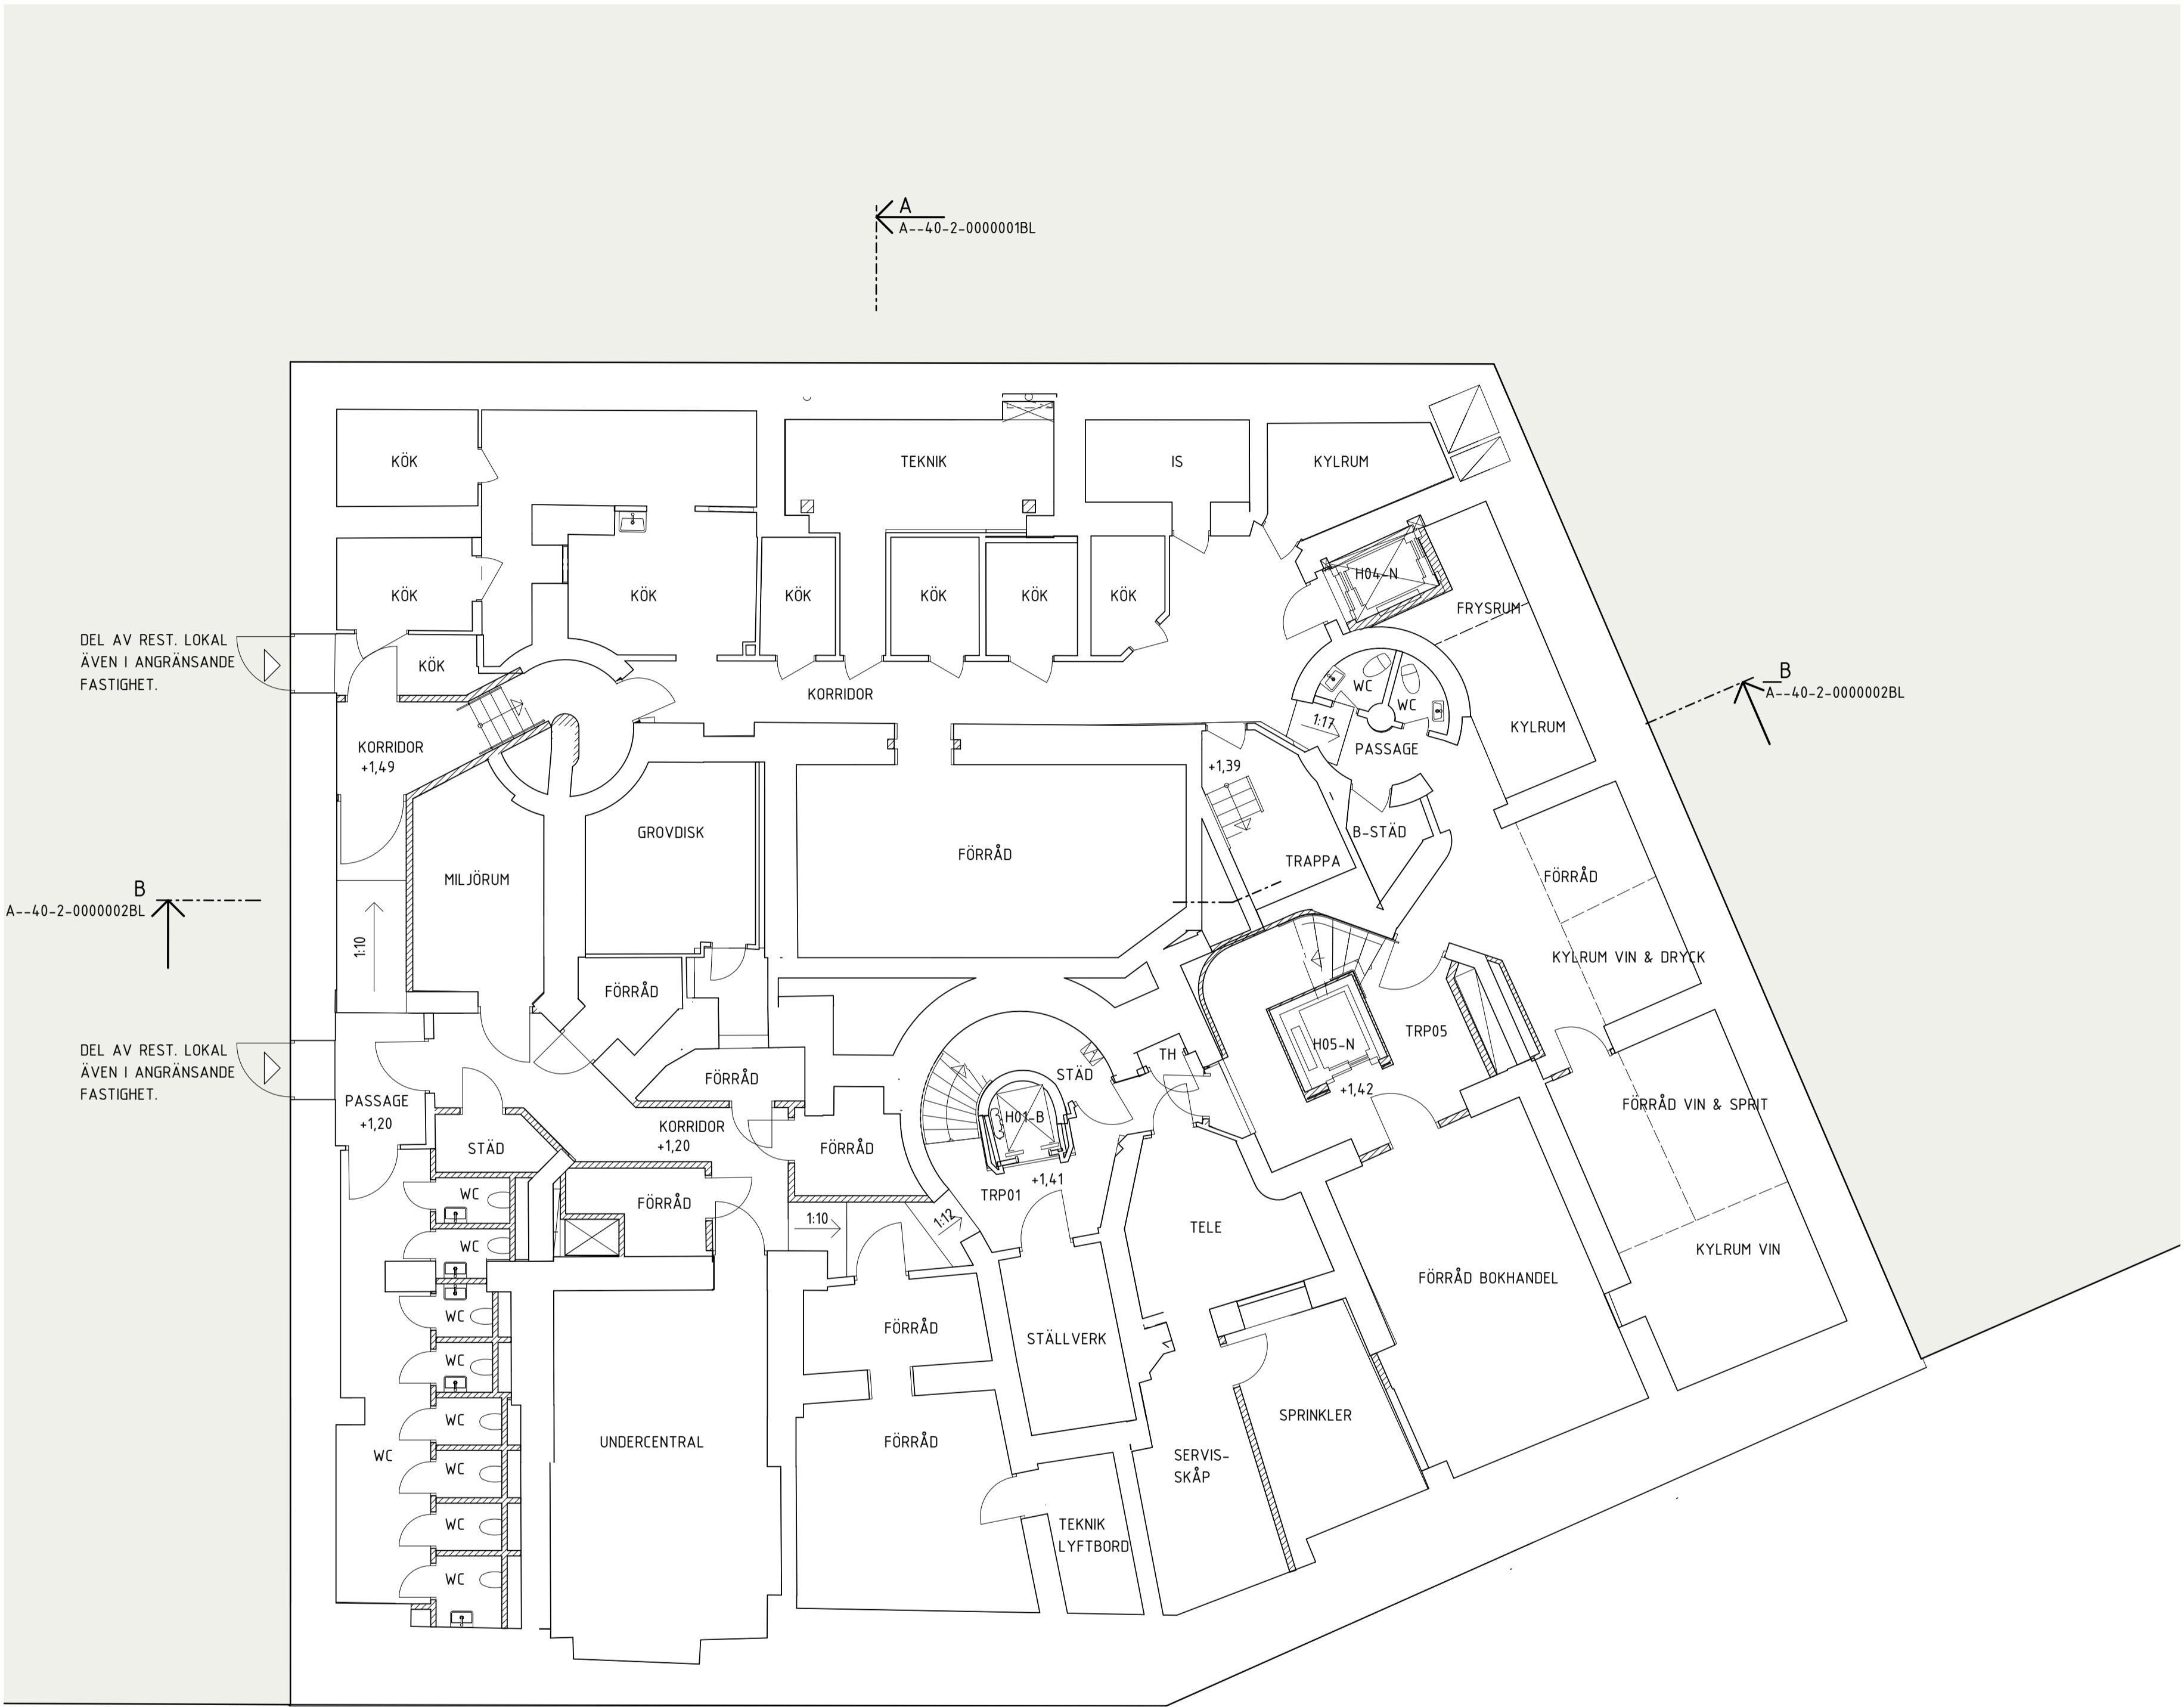 A
A--40-2-0000001BL
KÖK
TEKNIK
IS
KYLRUM
KÖK
KÖK
KÖK
KÖK
KÖK
KÖK
H04-N
FRYSRUM
DEL AV REST. LOKAL
ÄVEN I ANGRÄNSANDE
FASTIGHET.
KÖK
KORRIDOR
WC
WC
1:17
PASSAGE
KYLRUM
B
A--40-2-0000002BL
KORRIDOR
+1,49
+1,39
GROVDISK
FÖRRÅD
B-STÄD
TRAPPA
MILJÖRUM
FÖRRÅD
B
A--40-2-0000002BL
1:10
KYLRUM VIN & DRYCK
FÖRRÅD
TRP05
H05-N
+1,42
DEL AV REST. LOKAL
ÄVEN I ANGRÄNSANDE
FASTIGHET.
TH
STÄD
FÖRRÅD
PASSAGE
+1,20
H01-B
FÖRRÅD VIN & SPRIT
KORRIDOR
+1,20
STÄD
FÖRRÅD
+1,41
TRP01
WC
FÖRRÅD
1:10
1:12
TELE
WC
KYLRUM VIN
FÖRRÅD BOKHANDEL
WC
FÖRRÅD
STÄLLVERK
WC
WC
SPRINKLER
WC
UNDERCENTRAL
FÖRRÅD
SERVIS-
SKÅP
WC
WC
TEKNIK
LYFTBORD
WC